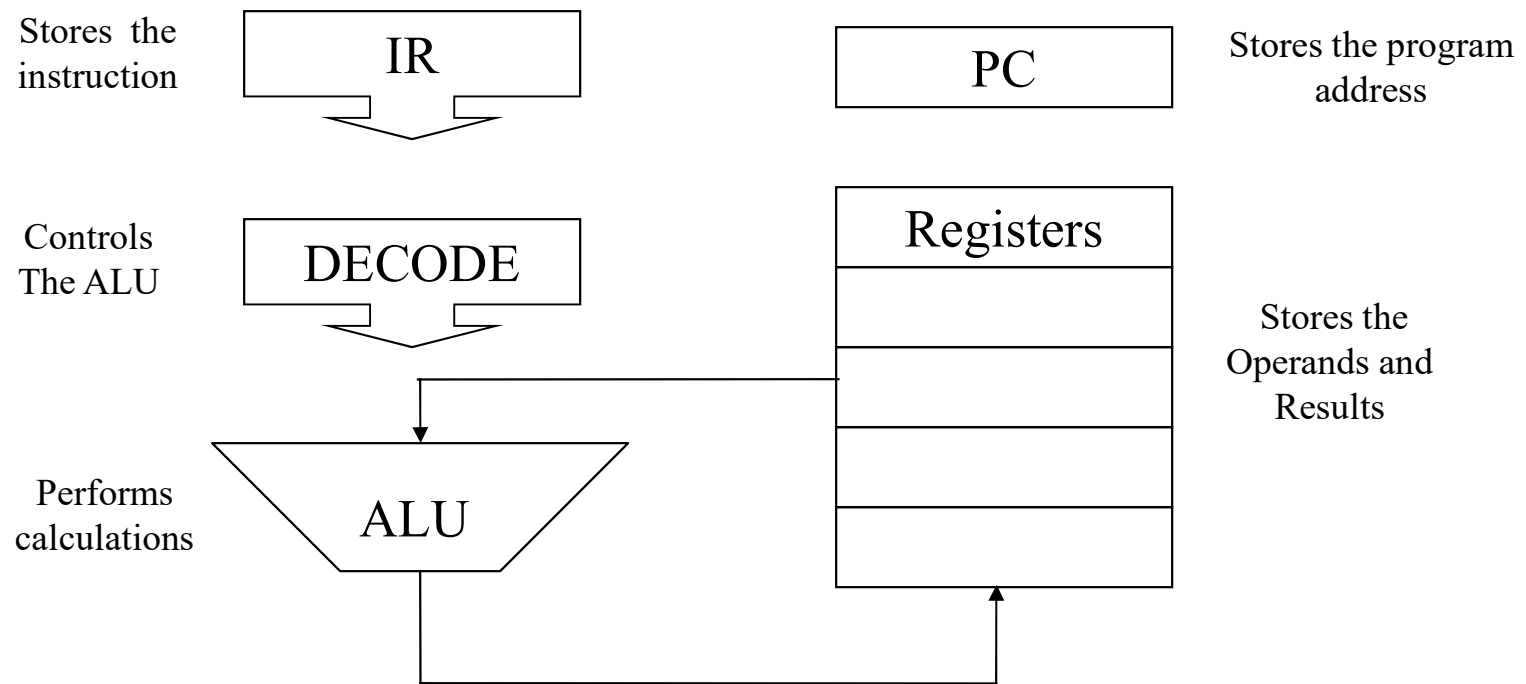 Stores the
instruction
IR
PC
Stores the program
address
Controls
The ALU
DECODE
Registers
Stores the
Operands and
Results
Performs
calculations
ALU